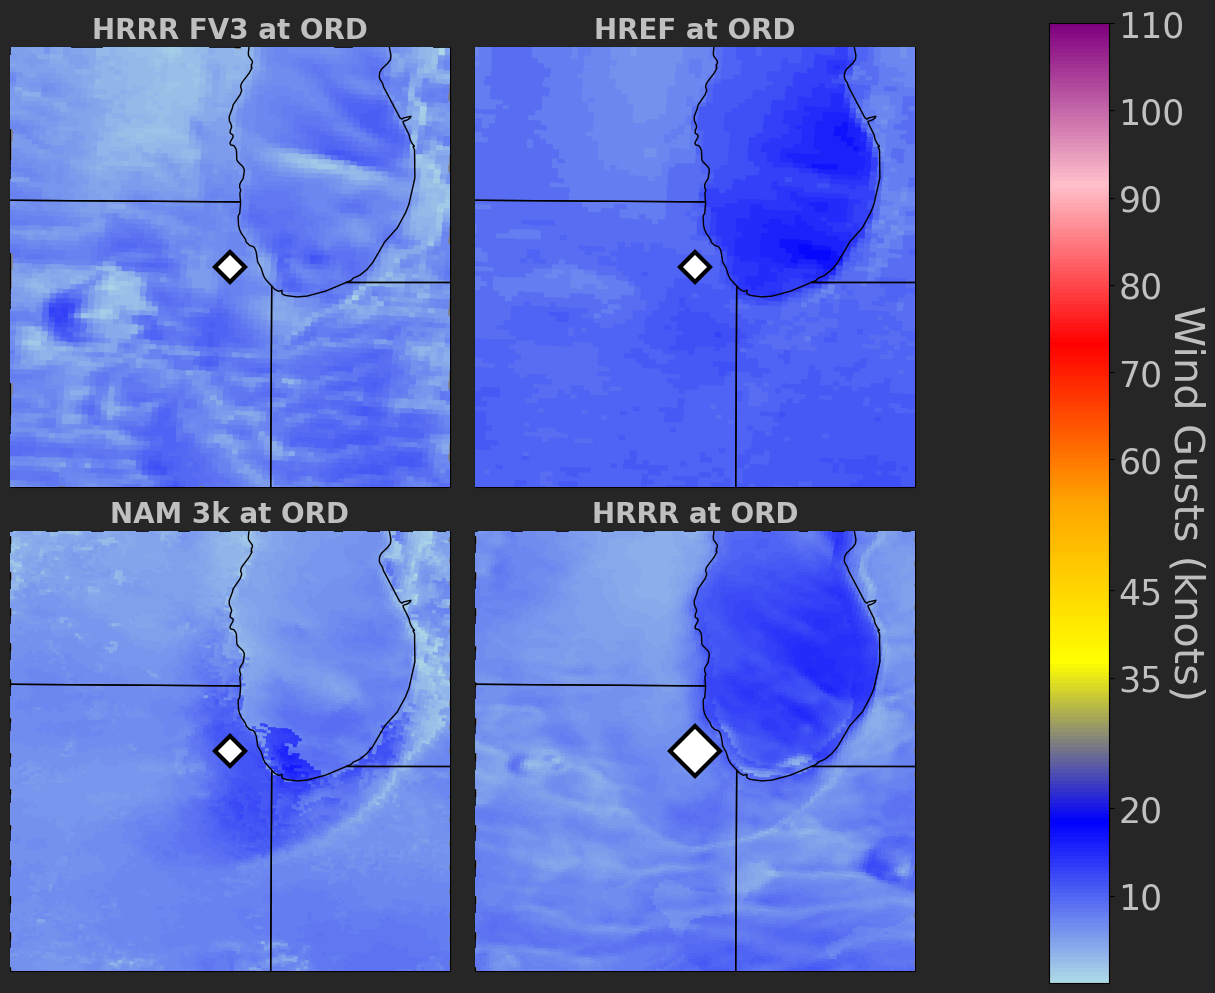 HRRR FV3 at ORD
HREF at ORD
NAM 3k at ORD
HRRR at ORD
110
100
90
80
70
60
45
35
20
10
Wind Gusts (knots)